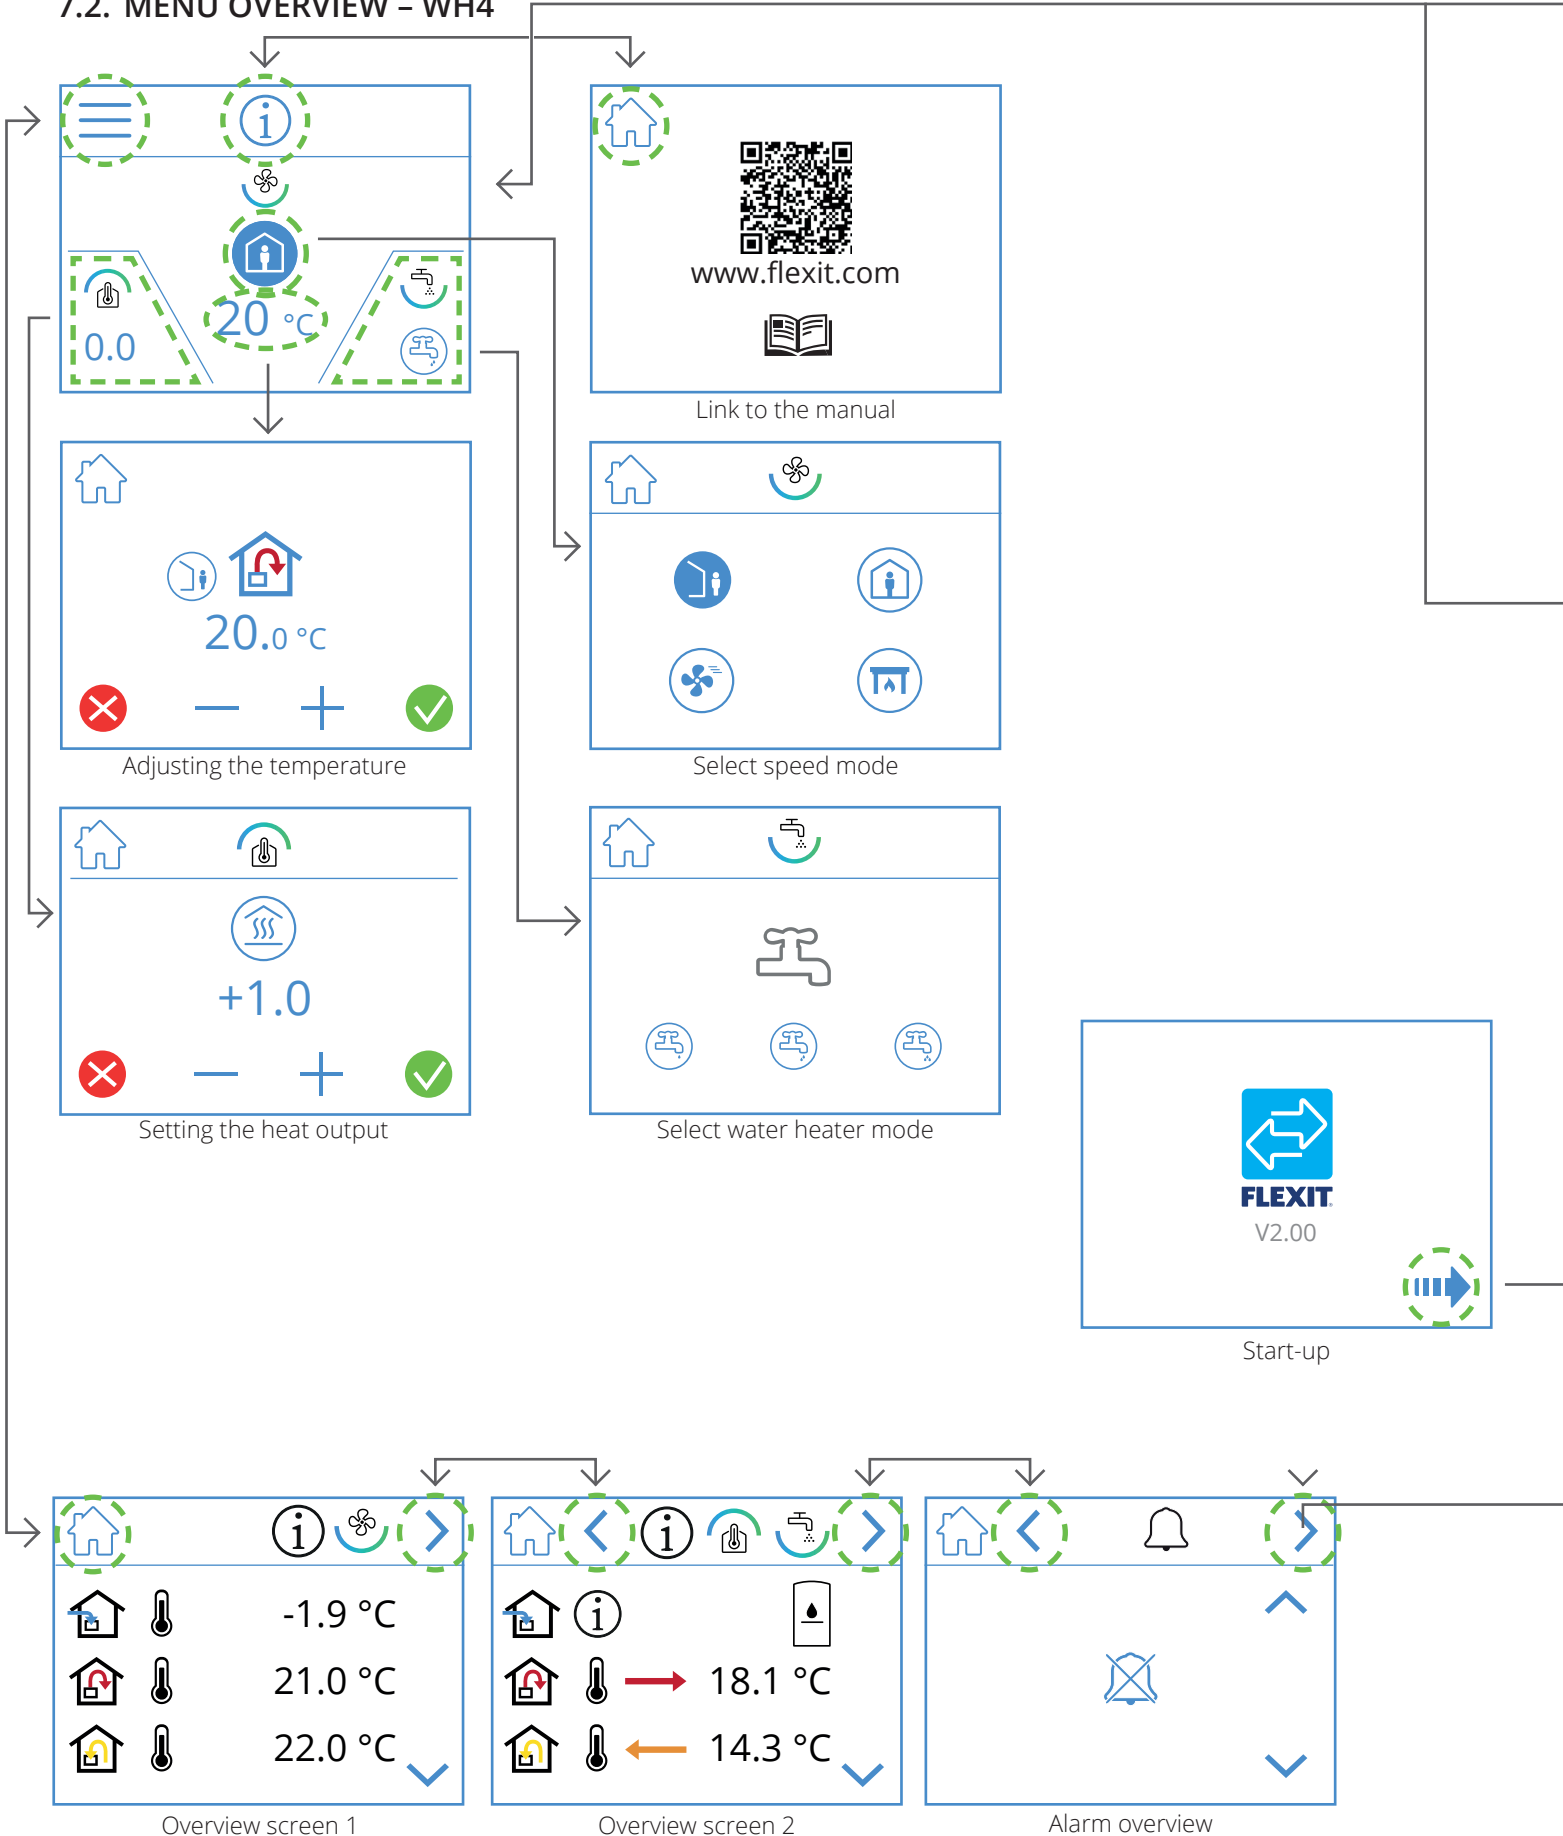 7.2. MENU OVERVIEW – WH4
i
20 °C
0.0
www.flexit.com
Link to the manual
20.0 °C
Adjusting the temperature
Select speed mode
+1.0
Setting the heat output
Select water heater mode
FLEXIT
V2.00
Start-up
i
-1.9 °C
21.0 °C
22.0 °C
Overview screen 1
i
i
18.1 °C
14.3 °C
Overview screen 2
Alarm overview